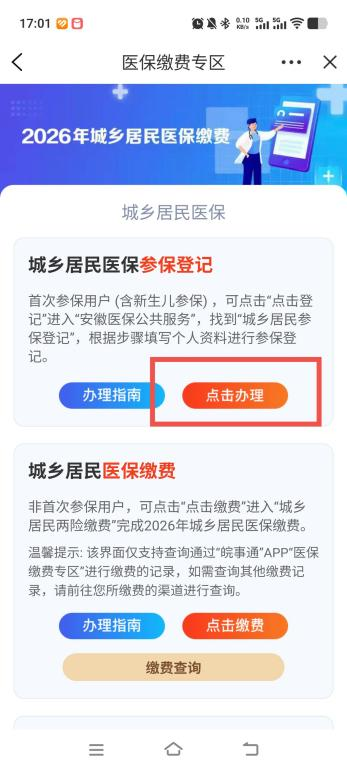 17:01
0.10 KB/s 5G 5G
医保缴费专区
2026年城乡居民医保缴费
城乡居民医保
城乡居民医保参保登记
首次参保用户 (含新生儿参保) ，可点击“点击登
记”进入“安徽医保公共服务”，找到“城乡居民参
保登记”，根据步骤填写个人资料进行参保登
记。
办理指南 点击办理
城乡居民医保缴费
非首次参保用户，可点击“点击缴费”进入“城乡
居民两险缴费”完成2026年城乡居民医保缴费。
温馨提示: 该界面仅支持查询通过“皖事通”APP“医保
缴费专区”进行缴费的记录，如需查询其他缴费记
录，请前往您所缴费的渠道进行查询。
办理指南 点击缴费
缴费查询